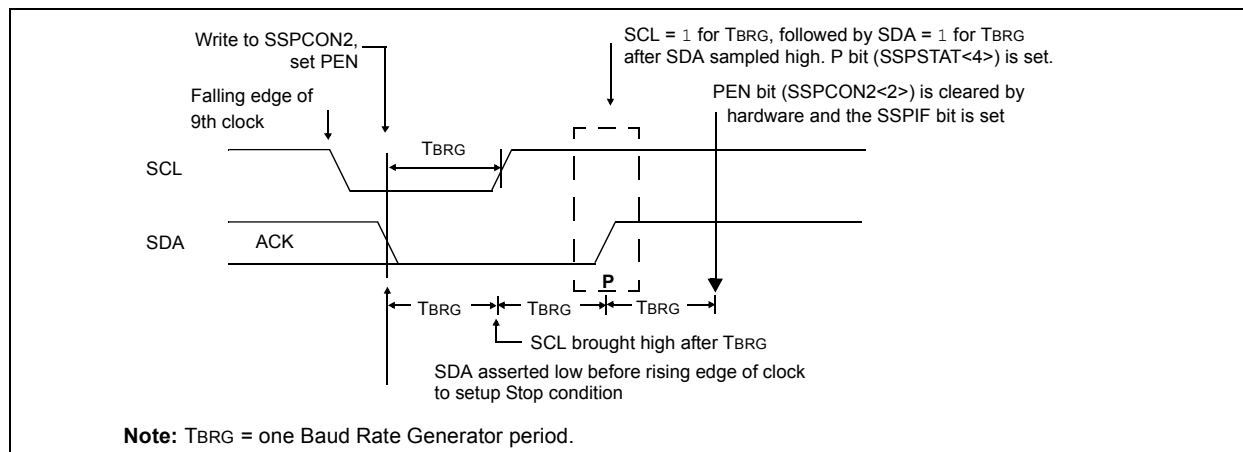 Write to SSPCON2,
set PEN
SCL = 1 for TBRG, followed by SDA = 1 for TBRG
after SDA sampled high. P bit (SSPSTAT<4>) is set.
Falling edge of
9th clock
PEN bit (SSPCON2<2>) is cleared by
hardware and the SSPIF bit is set
TBRG
SCL
SDA
ACK
P
TBRG
TBRG
TBRG
SCL brought high after TBRG
SDA asserted low before rising edge of clock
to setup Stop condition
Note: TBRG = one Baud Rate Generator period.